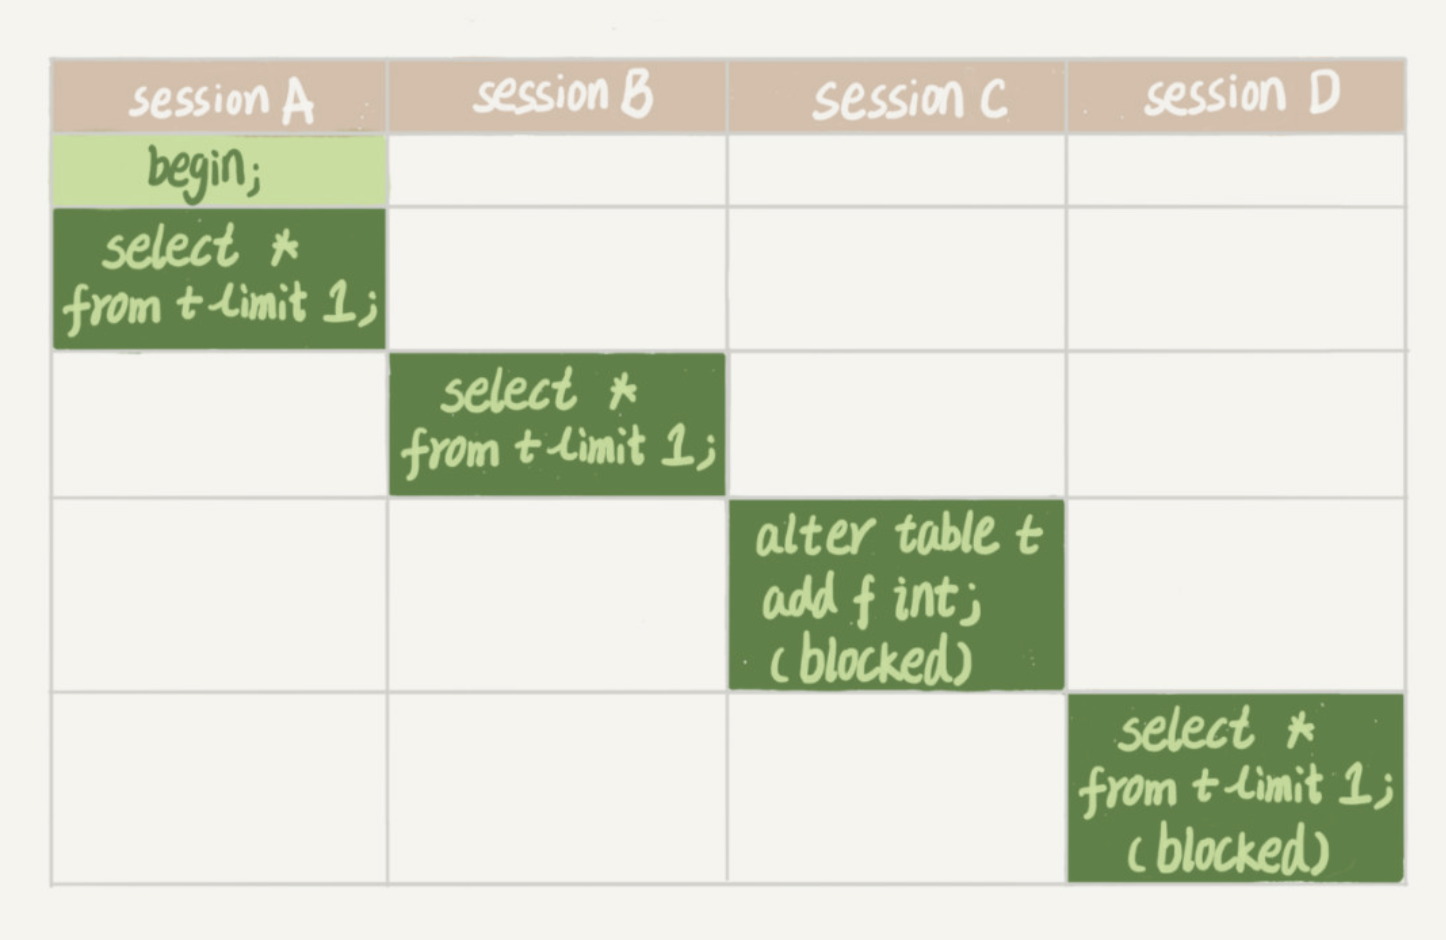 session A
session B
session C
session D
begin;
select *
from t limit 1;
select *
from t limit 1;
alter table t
add f int;
(blocked)
select *
from t limit 1;
(blocked)